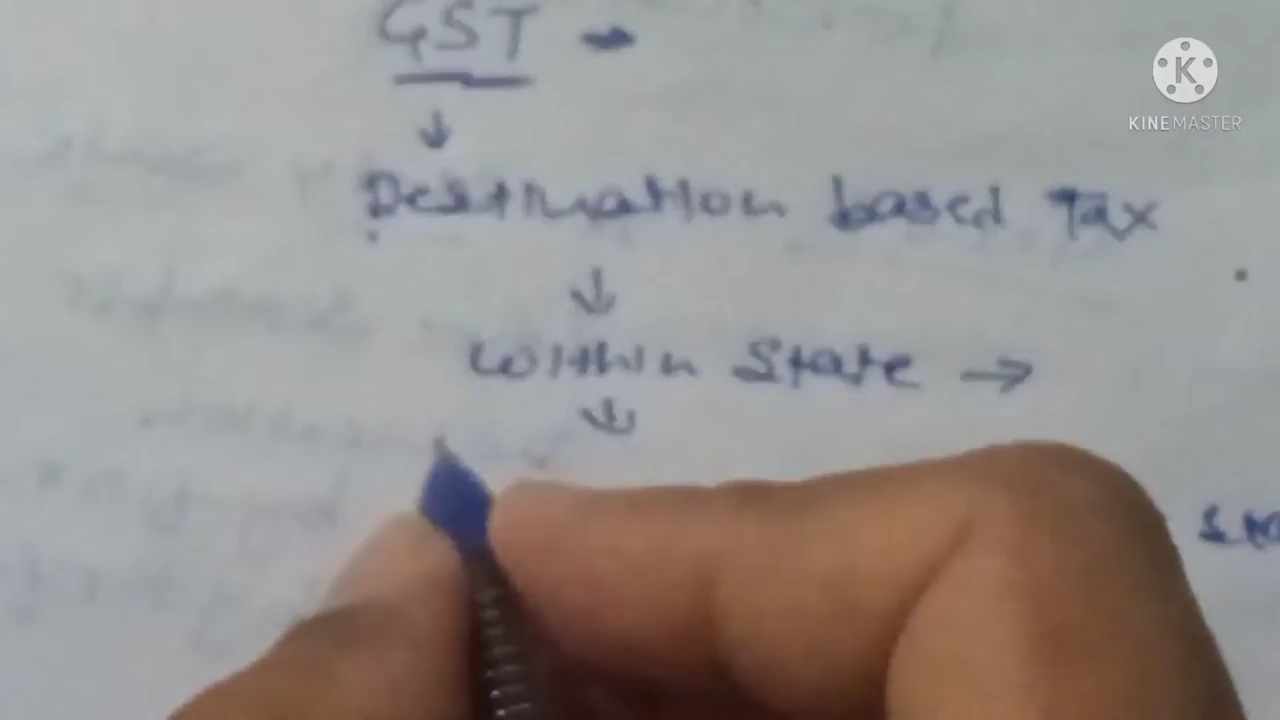 GST →
↓
Destination based Tax
↓
Within State →
↓
K
KINEMASTER